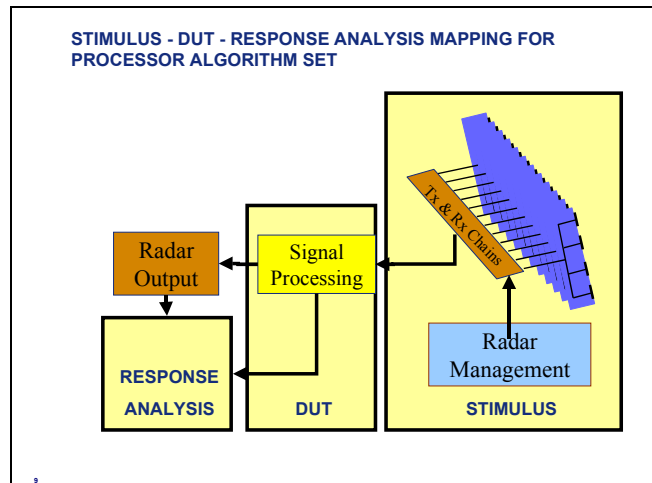 STIMULUS - DUT - RESPONSE ANALYSIS MAPPING FOR
PROCESSOR ALGORITHM SET
Tx & Rx Chains
Radar
Output
Signal
Processing
Radar
Management
RESPONSE
ANALYSIS
DUT
STIMULUS
9